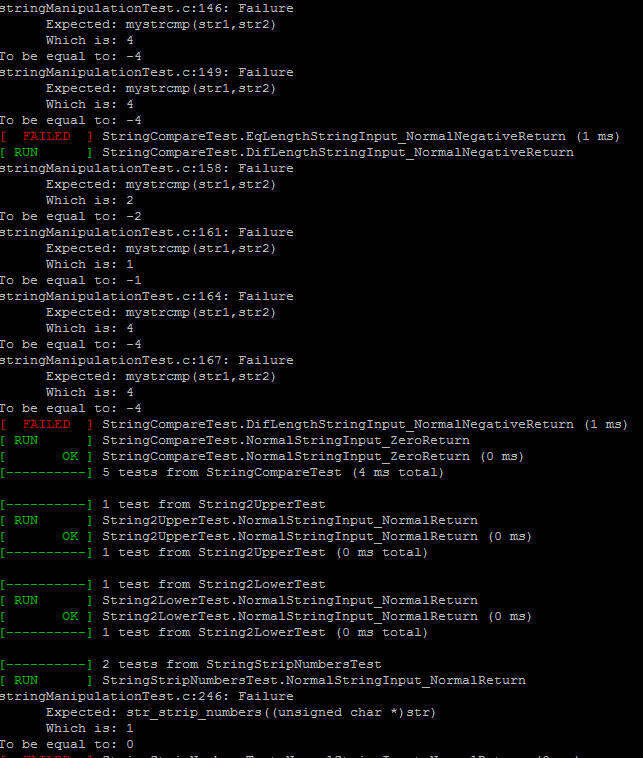 stringManipulationTest.c:146: Failure
Expected: mystrcmp(str1,str2)
Which is: 4
To be equal to: -4
stringManipulationTest.c:149: Failure
Expected: mystrcmp(str1,str2)
Which is: 4
To be equal to: -4
[  FAILED  ] StringCompareTest.EqLengthStringInput_NormalNegativeReturn (1 ms)
[ RUN      ] StringCompareTest.DifLengthStringInput_NormalNegativeReturn
stringManipulationTest.c:158: Failure
Expected: mystrcmp(str1,str2)
Which is: 2
To be equal to: -2
stringManipulationTest.c:161: Failure
Expected: mystrcmp(str1,str2)
Which is: 1
To be equal to: -1
stringManipulationTest.c:164: Failure
Expected: mystrcmp(str1,str2)
Which is: 4
To be equal to: -4
stringManipulationTest.c:167: Failure
Expected: mystrcmp(str1,str2)
Which is: 4
To be equal to: -4
[  FAILED  ] StringCompareTest.DifLengthStringInput_NormalNegativeReturn (1 ms)
[ RUN      ] StringCompareTest.NormalStringInput_ZeroReturn
[       OK ] StringCompareTest.NormalStringInput_ZeroReturn (0 ms)
[----------] 5 tests from StringCompareTest (4 ms total)
[----------] 1 test from String2UpperTest
[ RUN      ] String2UpperTest.NormalStringInput_NormalReturn
[       OK ] String2UpperTest.NormalStringInput_NormalReturn (0 ms)
[----------] 1 test from String2UpperTest (0 ms total)
[----------] 1 test from String2LowerTest
[ RUN      ] String2LowerTest.NormalStringInput_NormalReturn
[       OK ] String2LowerTest.NormalStringInput_NormalReturn (0 ms)
[----------] 1 test from String2LowerTest (0 ms total)
[----------] 2 tests from StringStripNumbersTest
[ RUN      ] StringStripNumbersTest.NormalStringInput_NormalReturn
stringManipulationTest.c:246: Failure
Expected: str_strip_numbers((unsigned char *)str)
Which is: 1
To be equal to: 0